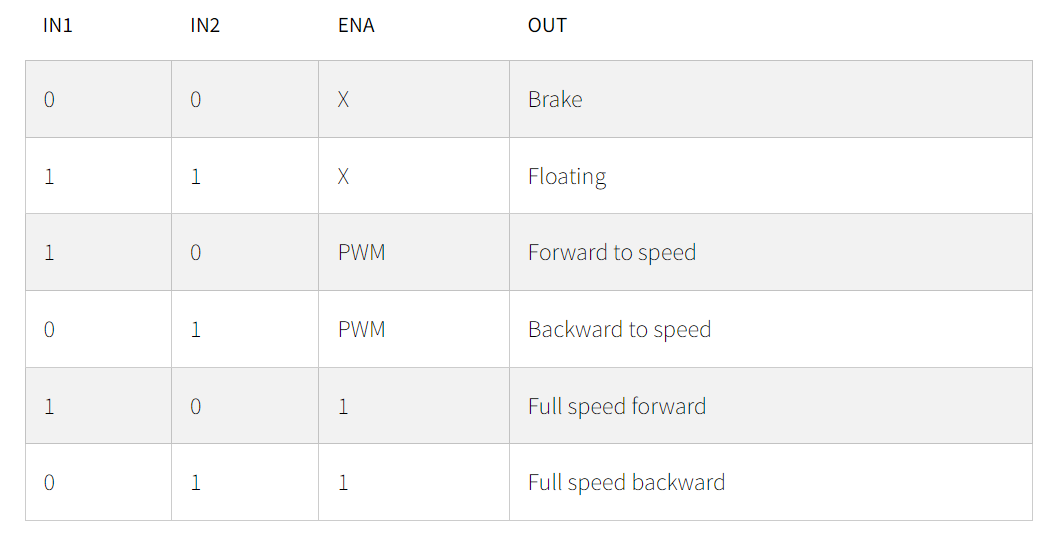 IN1 IN2 ENA OUT
0 0 X Brake
1 1 X Floating
1 0 PWM Forward to speed
0 1 PWM Backward to speed
1 0 1 Full speed forward
0 1 1 Full speed backward